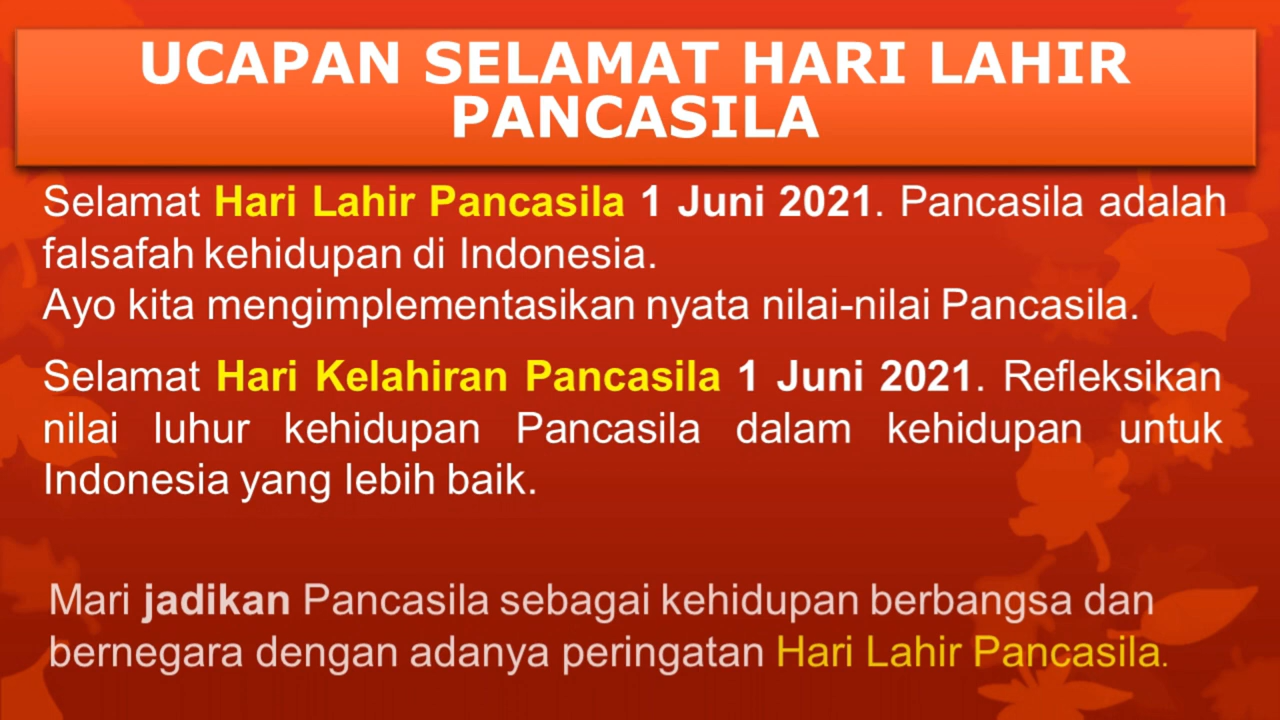 UCAPAN SELAMAT HARI LAHIR
PANCASILA
Selamat Hari Lahir Pancasila 1 Juni 2021. Pancasila adalah
falsafah kehidupan di Indonesia.
Ayo kita mengimplementasikan nyata nilai-nilai Pancasila.
Selamat Hari Kelahiran Pancasila 1 Juni 2021. Refleksikan
nilai luhur kehidupan Pancasila dalam kehidupan untuk
Indonesia yang lebih baik.
Mari jadikan Pancasila sebagai kehidupan berbangsa dan
bernegara dengan adanya peringatan Hari Lahir Pancasila.